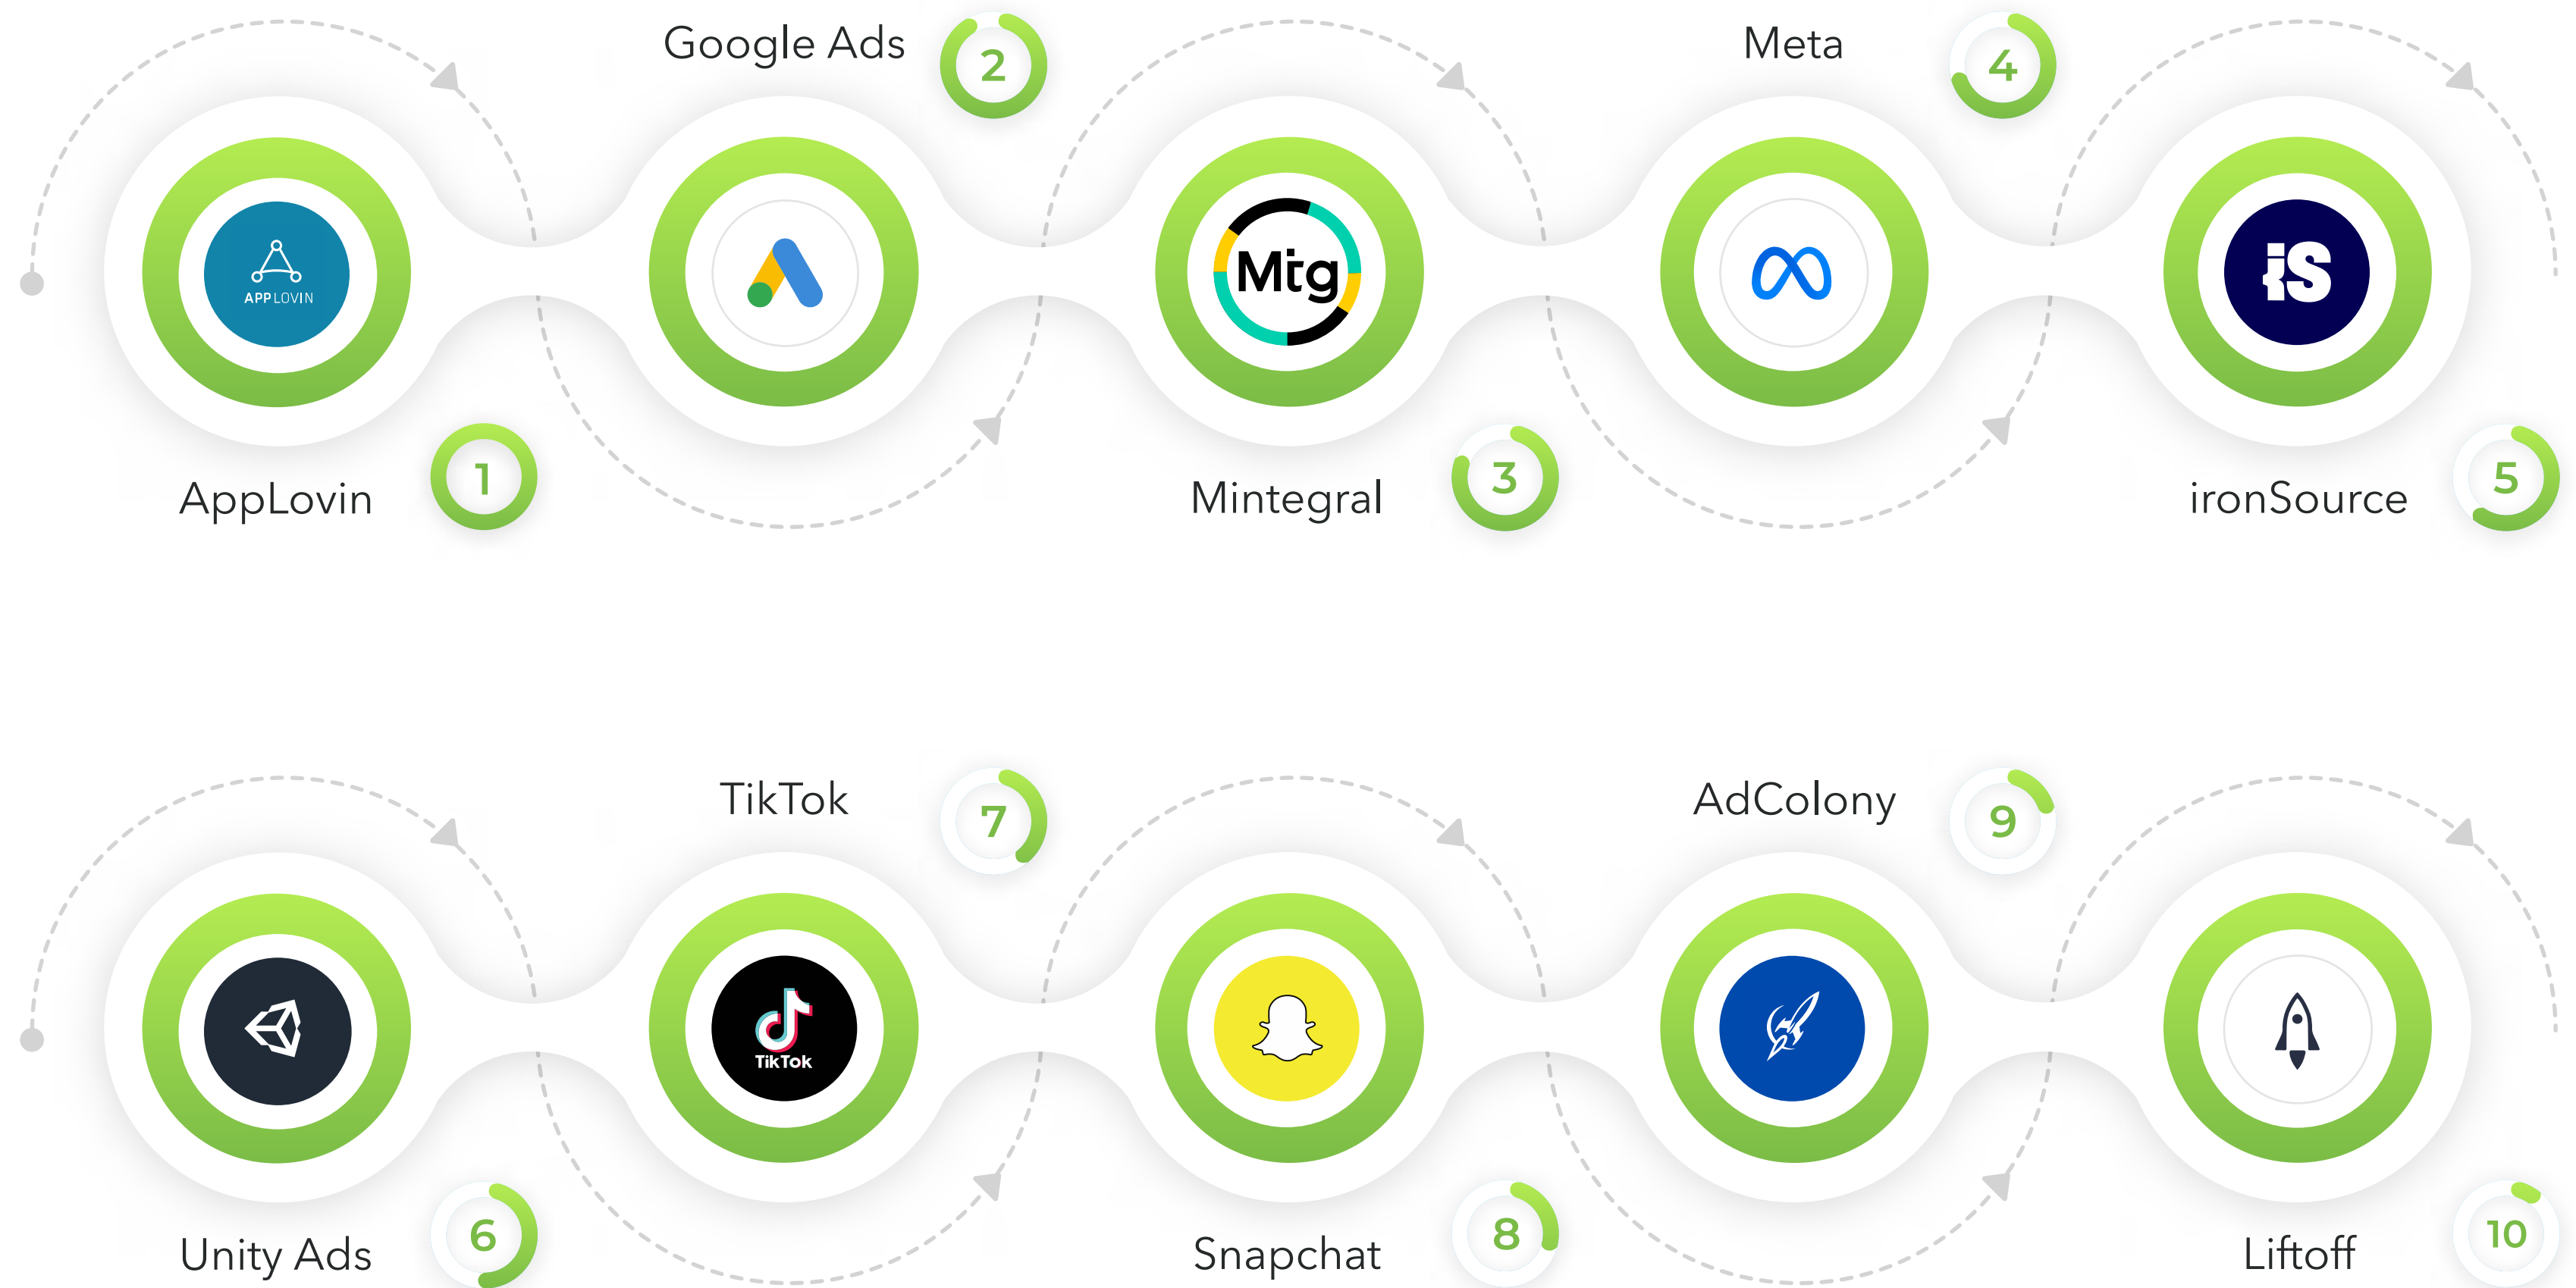 Google Ads
2
Meta
4
APPLOVIN
Mtg
iS
AppLovin
1
Mintegral
3
ironSource
5
TikTok
7
AdColony
9
TikTok
Unity Ads
6
Snapchat
8
Liftoff
10